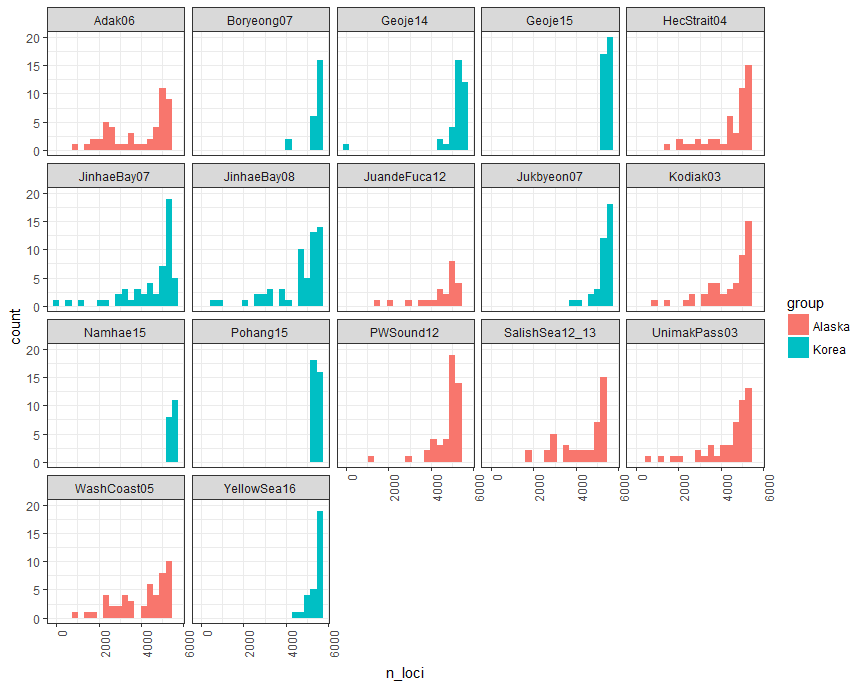 Adak06 Boryeong07 Geoje14 Geoje15 HecStrait04
20
15
10
5
0
JinhaeBay07 JinhaeBay08 JuandeFuca12 Jukbyeon07 Kodiak03
20
15
10
5
0
Namhae15 Pohang15 PWSound12 SalishSea12_13 UnimakPass03
20
15
10
5
0
0 2000 4000 6000 0 2000 4000 6000 0 2000 4000 6000
WashCoast05 YellowSea16
20
15
10
5
0
0 2000 4000 6000 0 2000 4000 6000
n_loci
count
group
Alaska
Korea